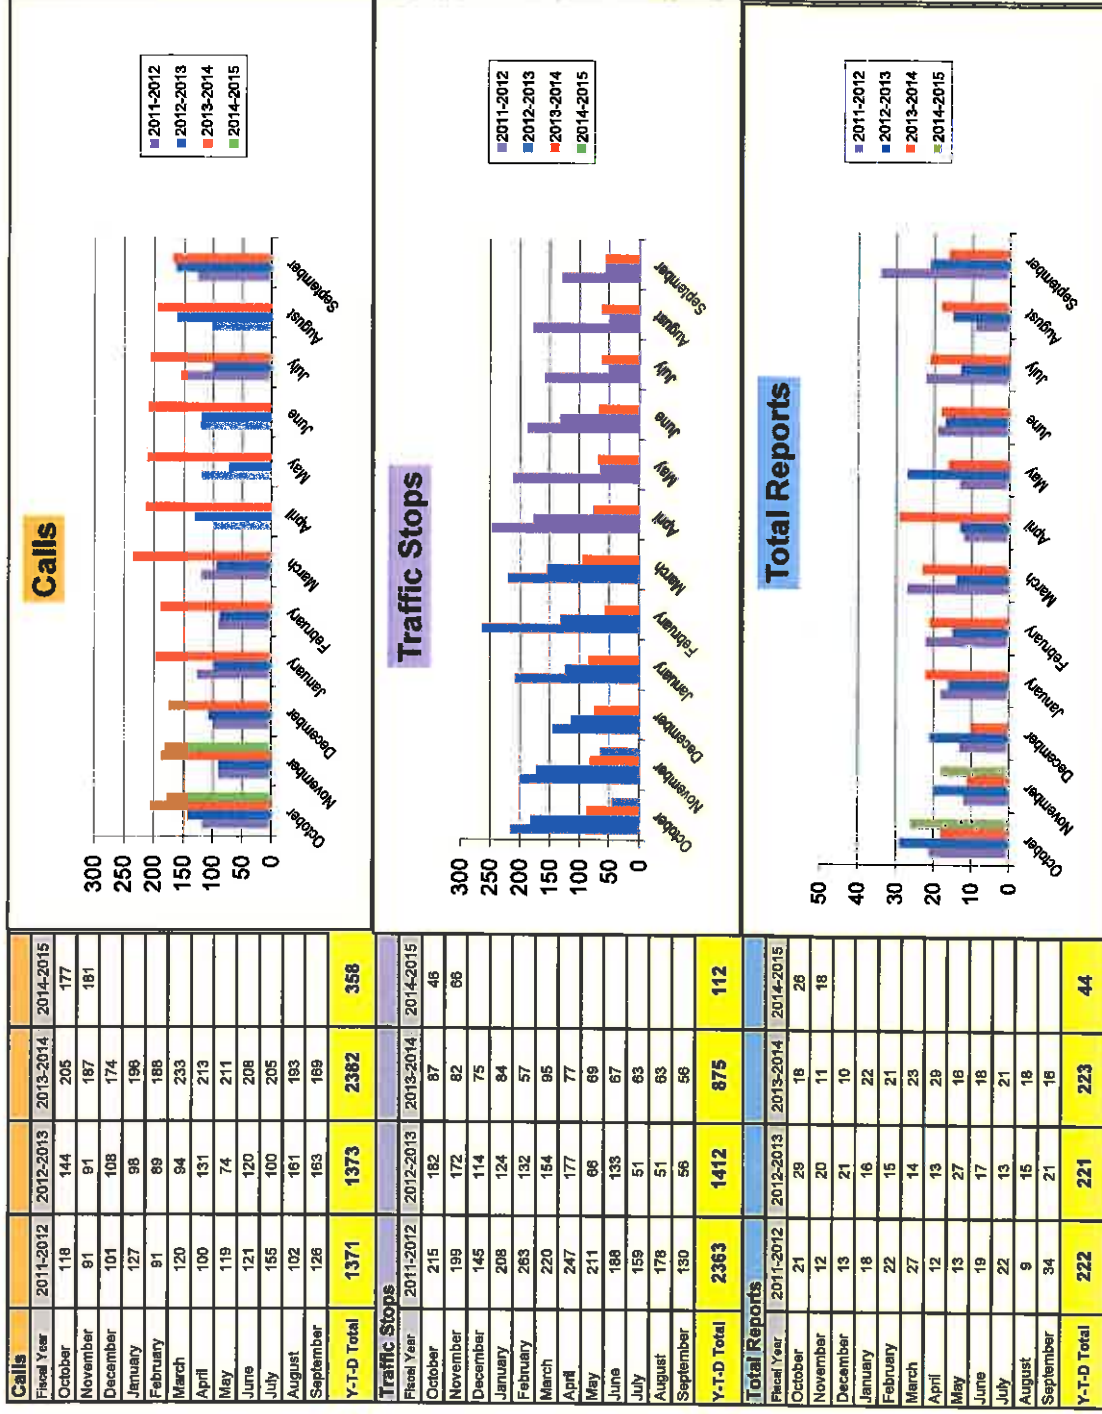 Calls
Fiscal Year 2011-2012 2012-2013 2013-2014 2014-2015
October 118 144 205 177
November 91 91 187 181
December 101 108 174
January 127 98 196
February 91 89 188
March 120 94 233
April 100 131 213
May 119 74 211
June 121 120 208
July 155 100 205
August 102 161 193
September 126 163 169
Y-T-D Total 1371 1373 2382 358
Calls
300
250
200
150
100
50
0
October November December January February March April May June July August September
2011-2012
2012-2013
2013-2014
2014-2015
Traffic Stops
Fiscal Year 2011-2012 2012-2013 2013-2014 2014-2015
October 215 182 87 46
November 199 172 82 66
December 145 114 75
January 208 124 84
February 263 132 57
March 220 154 95
April 247 177 77
May 211 66 69
June 188 133 67
July 159 51 63
August 178 51 63
September 130 56 56
Y-T-D Total 2363 1412 875 112
Traffic Stops
300
250
200
150
100
50
0
October November December January February March April May June July August September
2011-2012
2012-2013
2013-2014
2014-2015
Total Reports
Fiscal Year 2011-2012 2012-2013 2013-2014 2014-2015
October 21 29 18 26
November 12 20 11 18
December 13 21 10
January 18 16 22
February 22 15 21
March 27 14 23
April 12 13 29
May 13 27 16
June 19 17 18
July 22 13 21
August 9 15 18
September 34 21 16
Y-T-D Total 222 221 223 44
Total Reports
50
40
30
20
10
0
October November December January February March April May June July August September
2011-2012
2012-2013
2013-2014
2014-2015